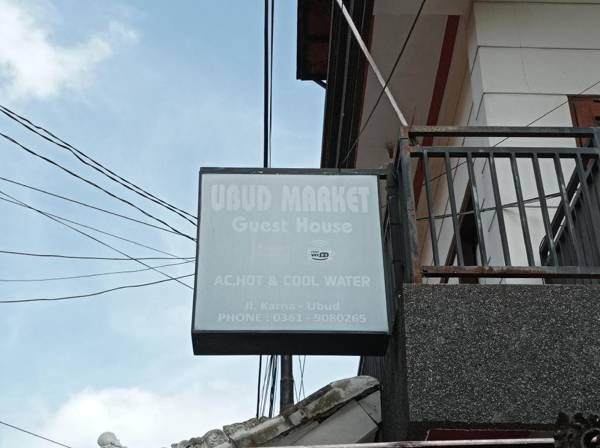 UBUD MARKET
Guest House
AC,HOT & COOL WATER
Jl. Karna - Ubud
PHONE : 0361 - 9080265